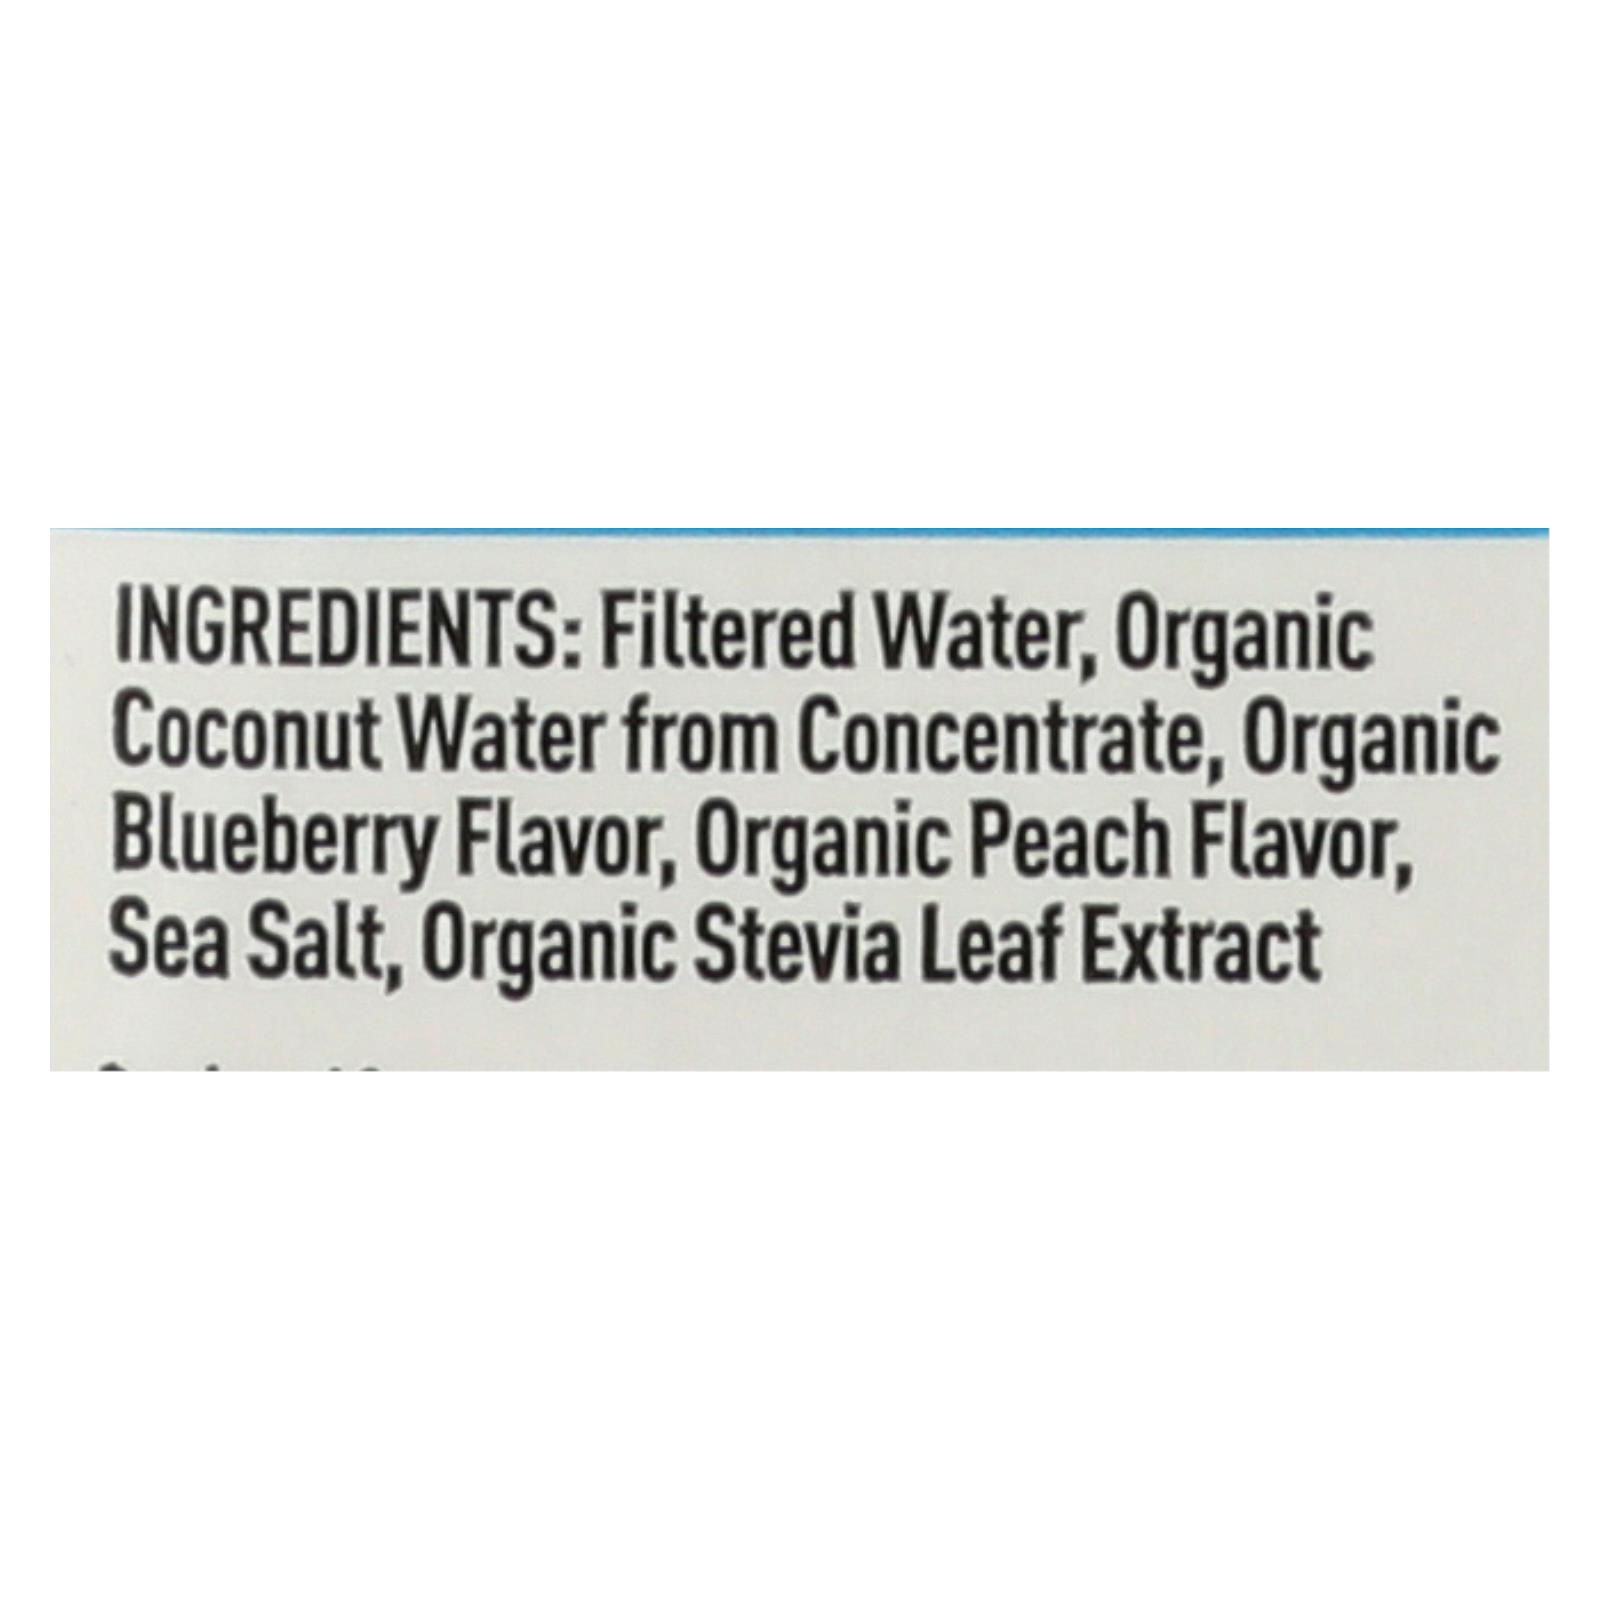 INGREDIENTS: Filtered Water, Organic
Coconut Water from Concentrate, Organic
Blueberry Flavor, Organic Peach Flavor,
Sea Salt, Organic Stevia Leaf Extract